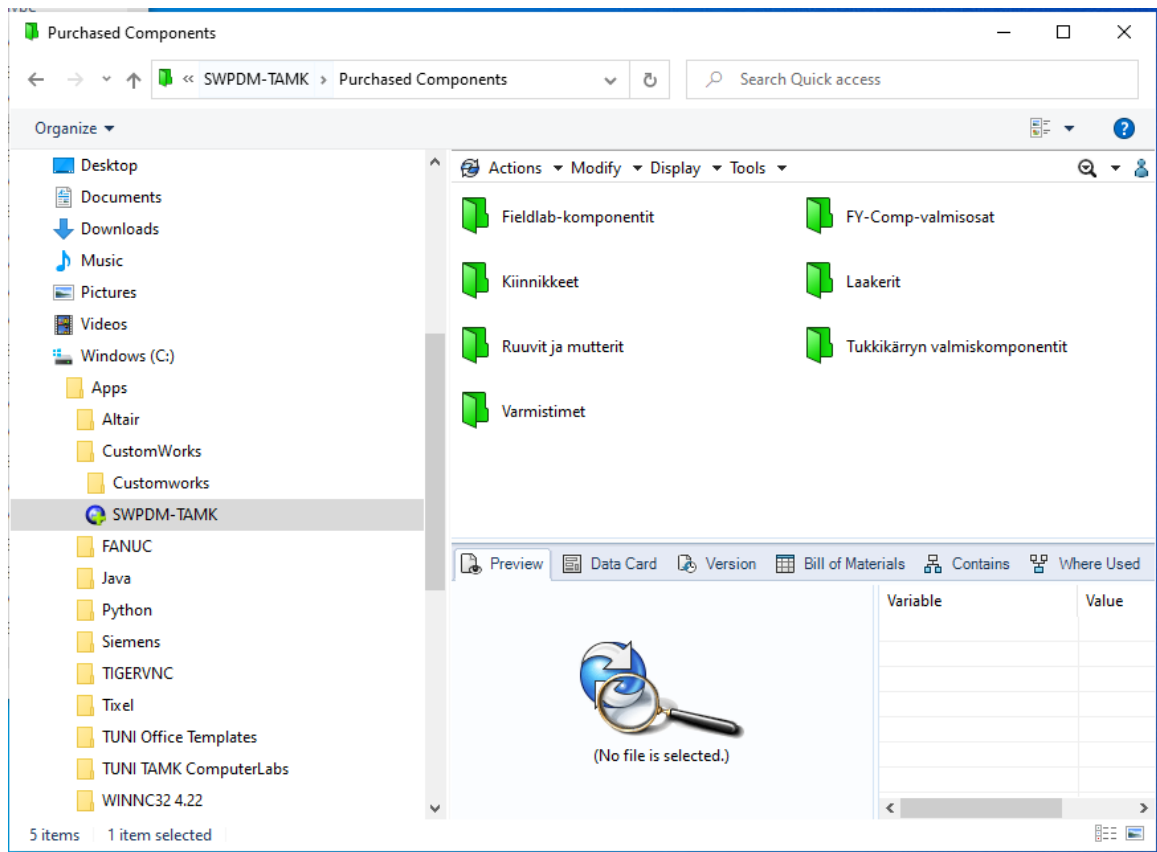 Purchased Components
« SWPDM-TAMK › Purchased Components
Search Quick access
Organize
Desktop
Documents
Downloads
Music
Pictures
Videos
Windows (C:)
Apps
Altair
CustomWorks
Customworks
SWPDM-TAMK
FANUC
Java
Python
Siemens
TIGERVNC
Tixel
TUNI Office Templates
TUNI TAMK ComputerLabs
WINNC32 4.22
Actions Modify Display Tools
Fieldlab-komponentit FY-Comp-valmisosat
Kiinnikkeet Laakerit
Ruuvit ja mutterit Tukkikärryn valmiskomponentit
Varmistimet
Preview Data Card Version Bill of Materials Contains Where Used
Variable Value
(No file is selected.)
5 items 1 item selected